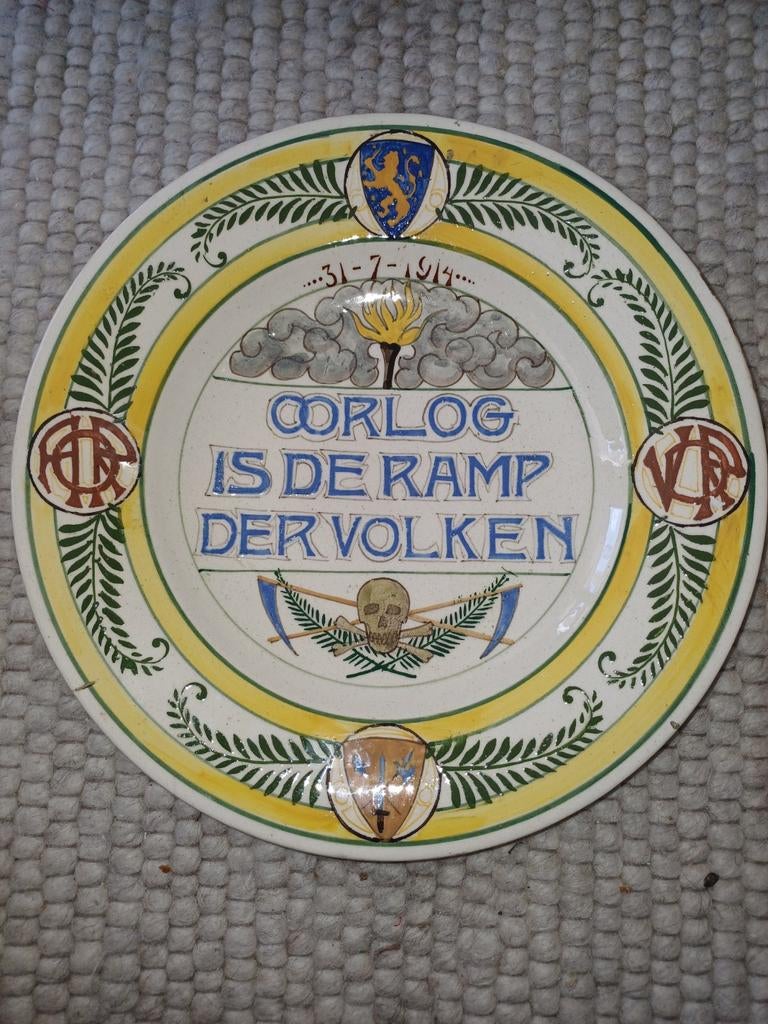 ....31-7-1914....
OORLOG
IS DE RAMP
DER VOLKEN